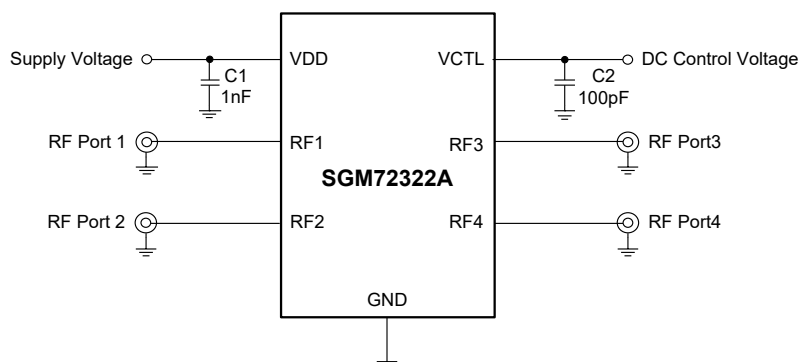 Supply Voltage
VDD
VCTL
DC Control Voltage
C1
1nF
C2
100pF
RF Port 1
RF1
RF3
RF Port3
SGM72322A
RF Port 2
RF2
RF4
RF Port4
GND